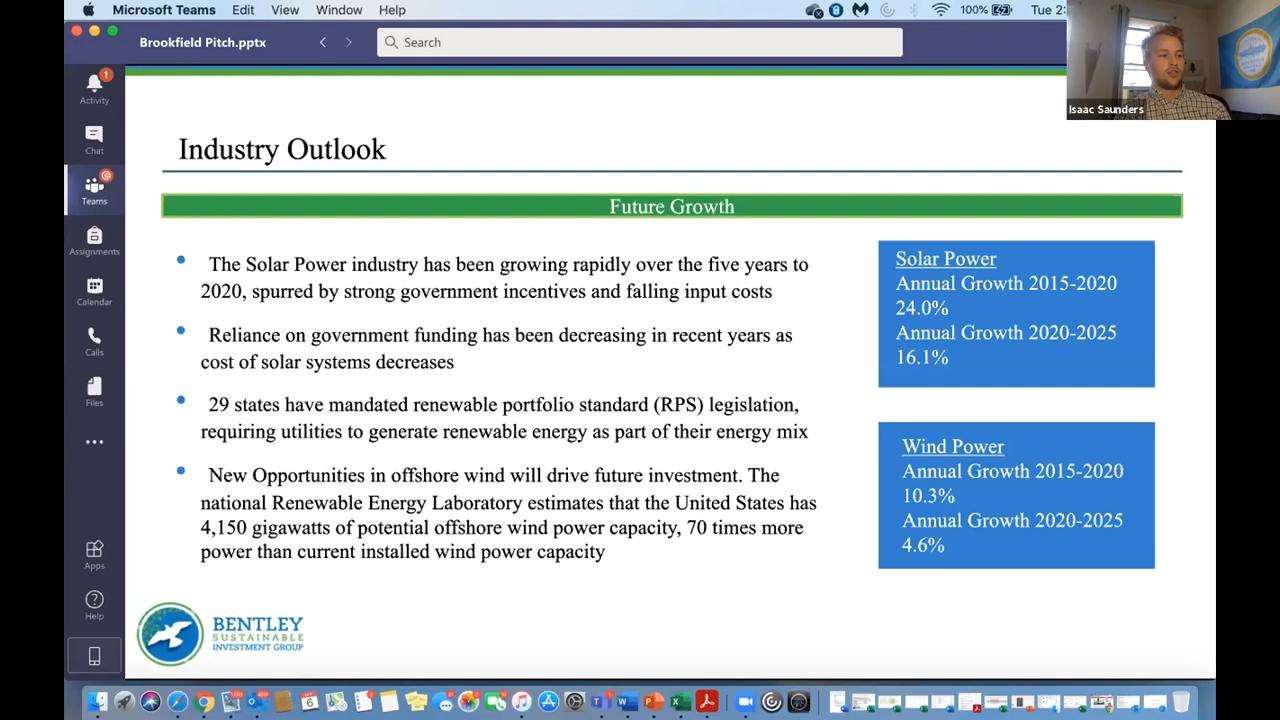 Microsoft Teams Edit View Window Help
100% Tue 2:
Brookfield Pitch.pptx
Search
Isaac Saunders
1
Activity
Chat
Teams
Assignments
Calendar
Calls
Files
Apps
Help
Industry Outlook
Future Growth
The Solar Power industry has been growing rapidly over the five years to
2020, spurred by strong government incentives and falling input costs
Reliance on government funding has been decreasing in recent years as
cost of solar systems decreases
29 states have mandated renewable portfolio standard (RPS) legislation,
requiring utilities to generate renewable energy as part of their energy mix
New Opportunities in offshore wind will drive future investment. The
national Renewable Energy Laboratory estimates that the United States has
4,150 gigawatts of potential offshore wind power capacity, 70 times more
power than current installed wind power capacity
Solar Power
Annual Growth 2015-2020
24.0%
Annual Growth 2020-2025
16.1%
Wind Power
Annual Growth 2015-2020
10.3%
Annual Growth 2020-2025
4.6%
BENTLEY
SUSTAINABLE
INVESTMENT GROUP
6